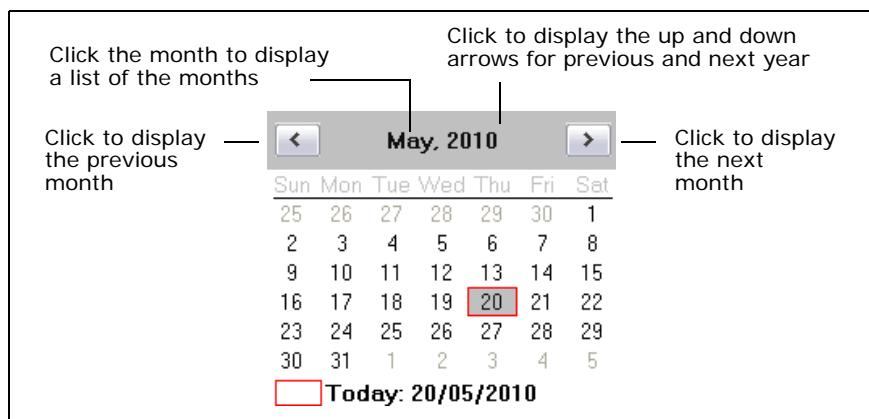 Click the month to display
a list of the months
Click to display the up and down
arrows for previous and next year
Click to display
the previous
month
< May, 2010 >
Click to display
the next
month
Sun Mon Tue Wed Thu Fri Sat
25 26 27 28 29 30 1
2 3 4 5 6 7 8
9 10 11 12 13 14 15
16 17 18 19 20 21 22
23 24 25 26 27 28 29
30 31 1 2 3 4 5
Today: 20/05/2010